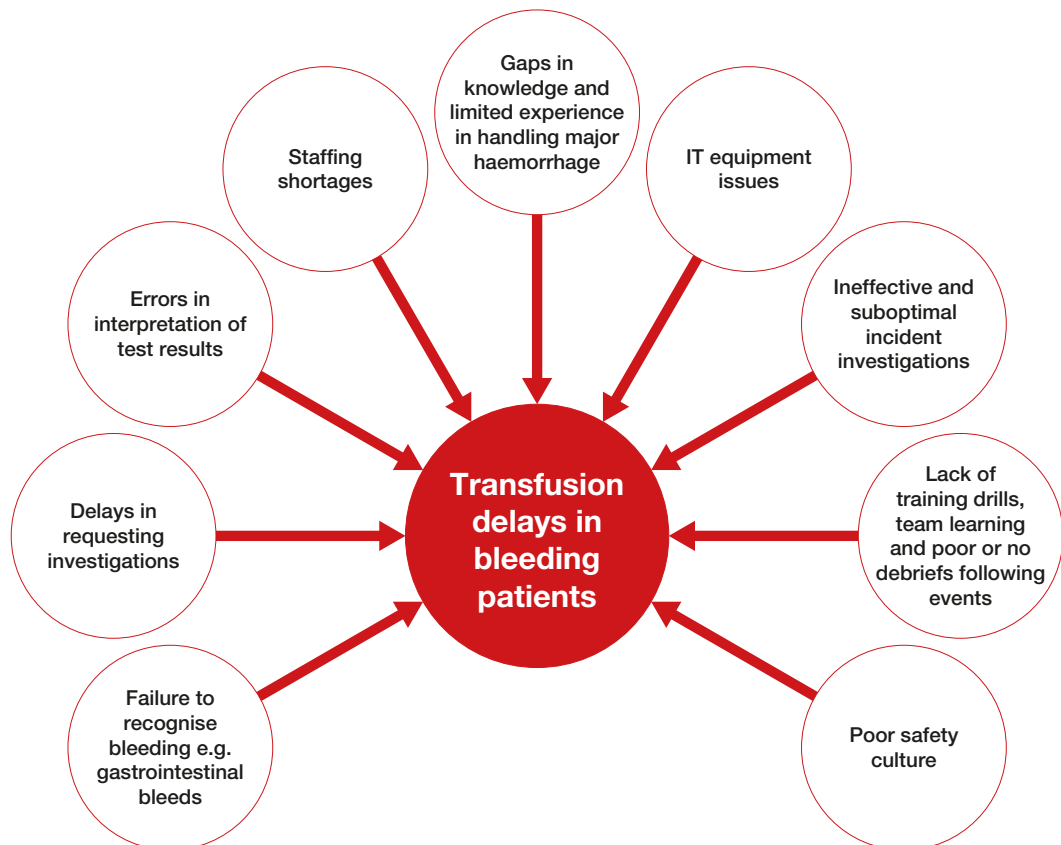 Gaps in
knowledge and
limited experience
in handling major
haemorrhage
Staffing
shortages
IT equipment
issues
Errors in
interpretation of
test results
Ineffective and
suboptimal
incident
investigations
Delays in
requesting
investigations
Transfusion
delays in
bleeding
patients
Lack of
training drills,
team learning
and poor or no
debriefs following
events
Failure to
recognise
bleeding e.g.
gastrointestinal
bleeds
Poor safety
culture